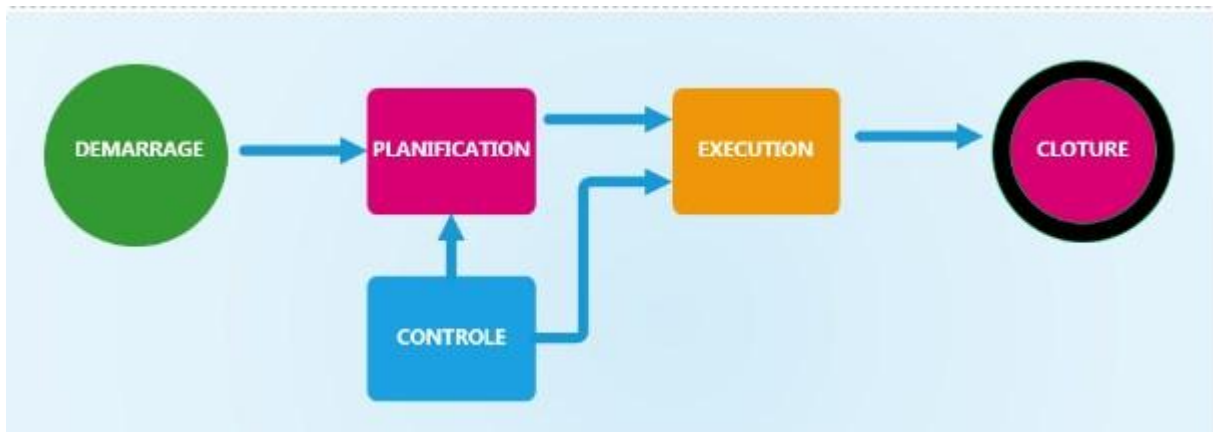 DEMARRAGE
PLANIFICATION
EXECUTION
CLOTURE
CONTROLE